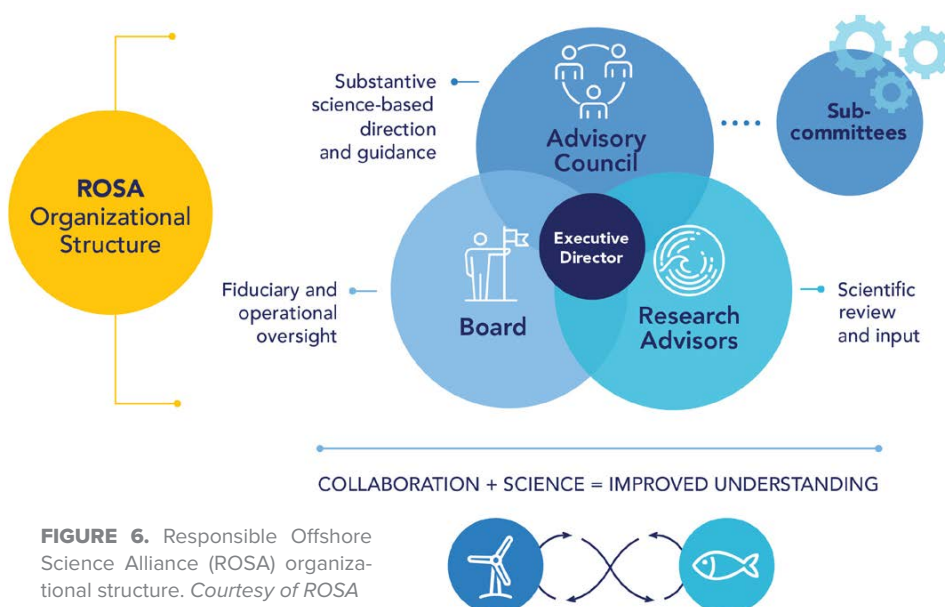 ROSA
Organizational
Structure
Substantive
science-based
direction
and guidance
Advisory
Council
Sub-
committees
Executive
Director
Fiduciary and
operational
oversight
Board
Research
Advisors
Scientific
review
and input
COLLABORATION + SCIENCE = IMPROVED UNDERSTANDING
FIGURE 6. Responsible Offshore
Science Alliance (ROSA) organiza-
tional structure. Courtesy of ROSA